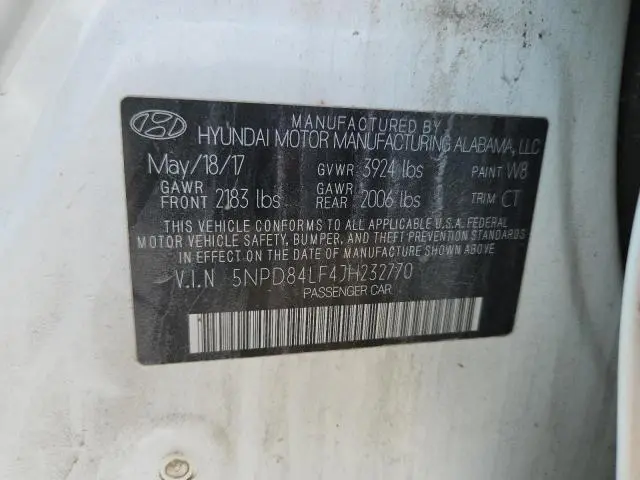 MANUFACTURED BY
HYUNDAI MOTOR MANUFACTURING ALABAMA, LLC
May/18/17 GVWR 3924 lbs PAINT W8
GAWR FRONT 2183 lbs GAWR REAR 2006 lbs TRIM CT
THIS VEHICLE CONFORMS TO ALL APPLICABLE U.S.A. FEDERAL
MOTOR VEHICLE SAFETY, BUMPER, AND THEFT PREVENTION STANDARDS
IN EFFECT ON THE DATE OF MANUFACTURE SHOWN ABOVE
V.I.N 5NPD84LF4JH232770
PASSENGER CAR